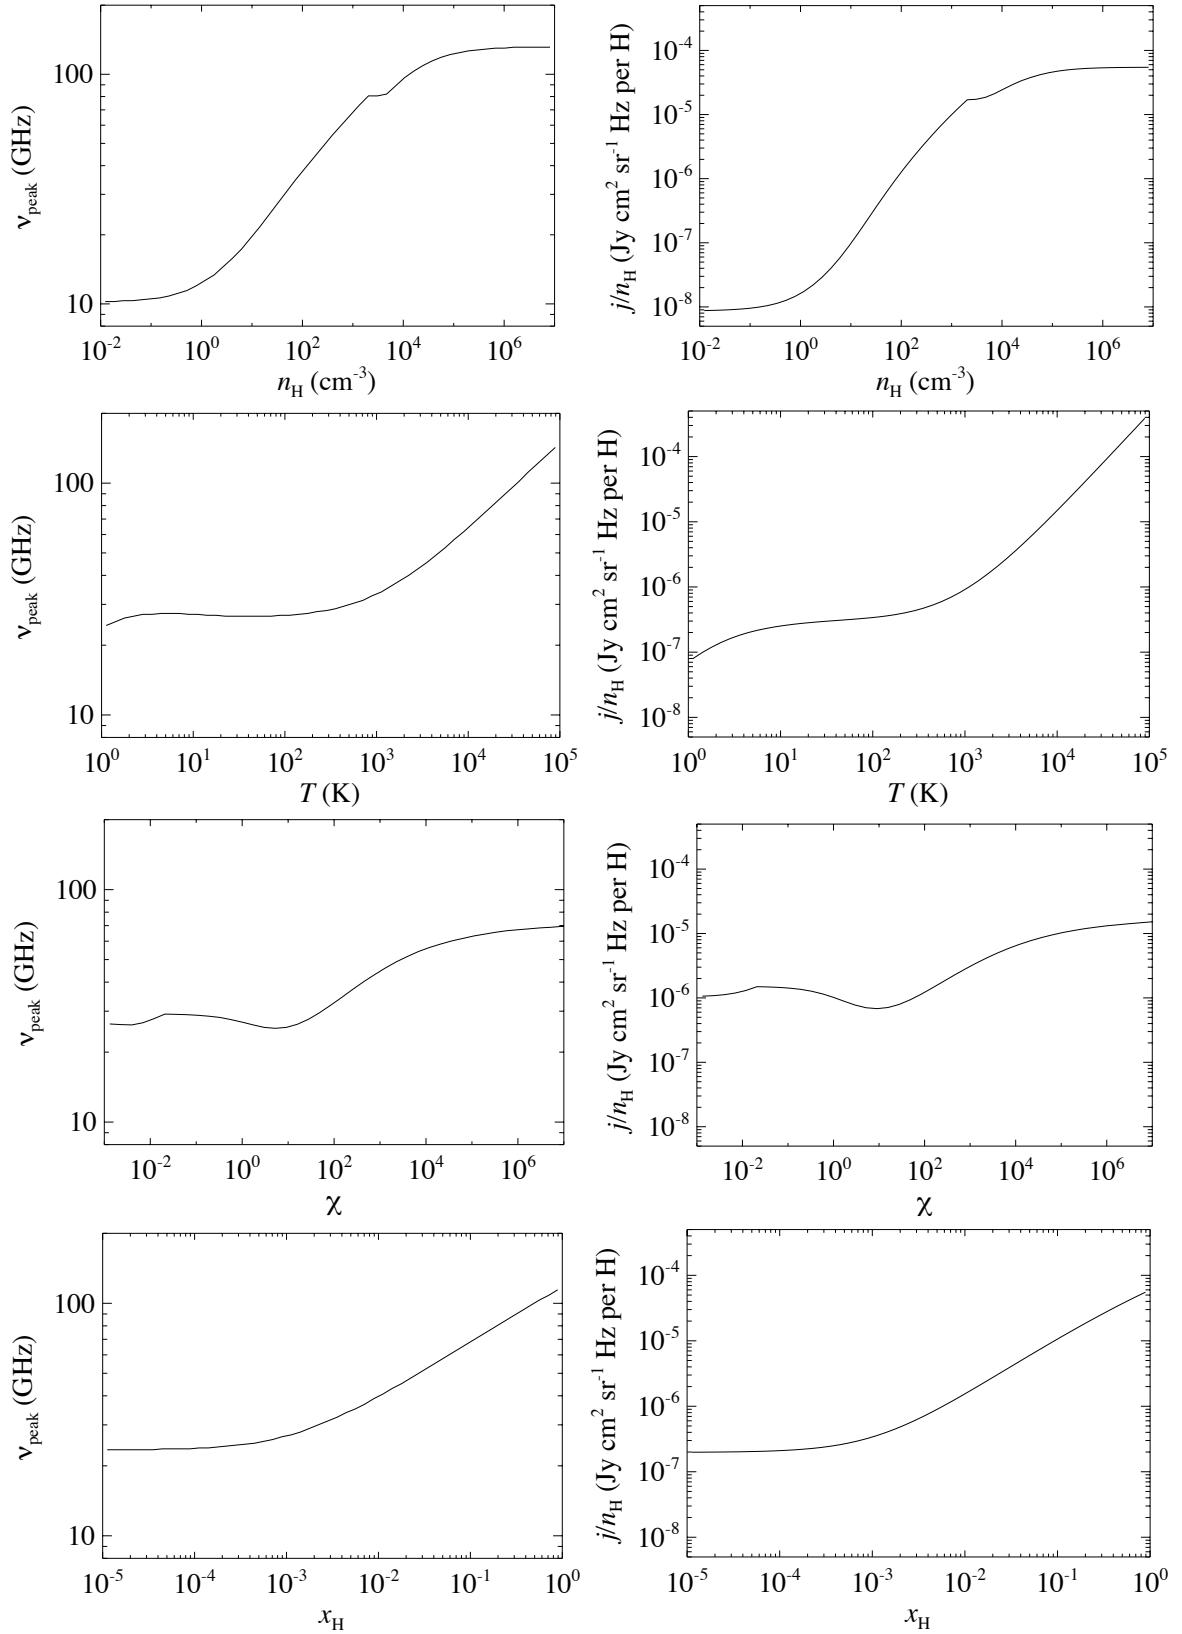 ν_peak (GHz)
100
10
10^-2 10^0 10^2 10^4 10^6
n_H (cm^-3)
j/n_H (Jy cm^2 sr^-1 Hz per H)
10^-4
10^-5
10^-6
10^-7
10^-8
10^-2 10^0 10^2 10^4 10^6
n_H (cm^-3)
ν_peak (GHz)
100
10
10^0 10^1 10^2 10^3 10^4 10^5
T (K)
j/n_H (Jy cm^2 sr^-1 Hz per H)
10^-4
10^-5
10^-6
10^-7
10^-8
10^0 10^1 10^2 10^3 10^4 10^5
T (K)
ν_peak (GHz)
100
10
10^-2 10^0 10^2 10^4 10^6
χ
j/n_H (Jy cm^2 sr^-1 Hz per H)
10^-4
10^-5
10^-6
10^-7
10^-8
10^-2 10^0 10^2 10^4 10^6
χ
ν_peak (GHz)
100
10
10^-5 10^-4 10^-3 10^-2 10^-1 10^0
x_H
j/n_H (Jy cm^2 sr^-1 Hz per H)
10^-4
10^-5
10^-6
10^-7
10^-8
10^-5 10^-4 10^-3 10^-2 10^-1 10^0
x_H